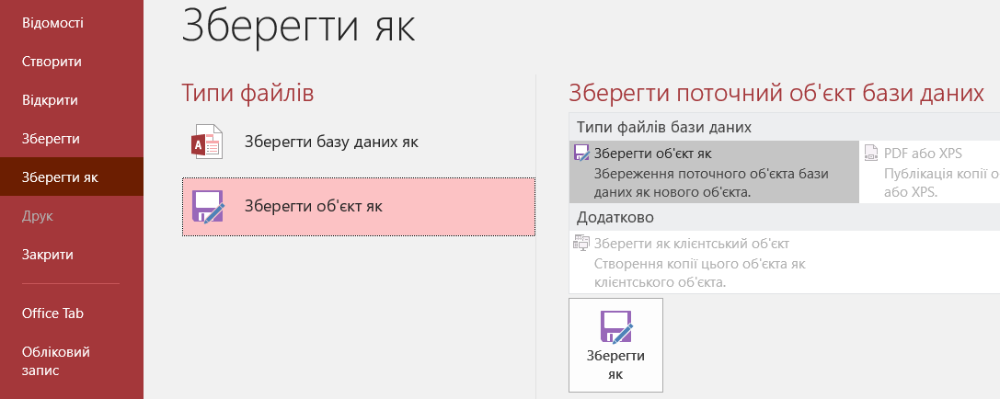 Відомості
Створити
Відкрити
Зберегти
Зберегти як
Друк
Закрити
Office Tab
Обліковий
запис
Зберегти як
Типи файлів
Зберегти базу даних як
Зберегти об'єкт як
Зберегти поточний об'єкт бази даних
Типи файлів бази даних
Зберегти об'єкт як
Збереження поточного об'єкта бази
даних як нового об'єкта.
PDF або XPS
Публікація копії о
або XPS.
Додатково
Зберегти як клієнтський об'єкт
Створення копії цього об'єкта як
клієнтського об'єкта.
Зберегти
як